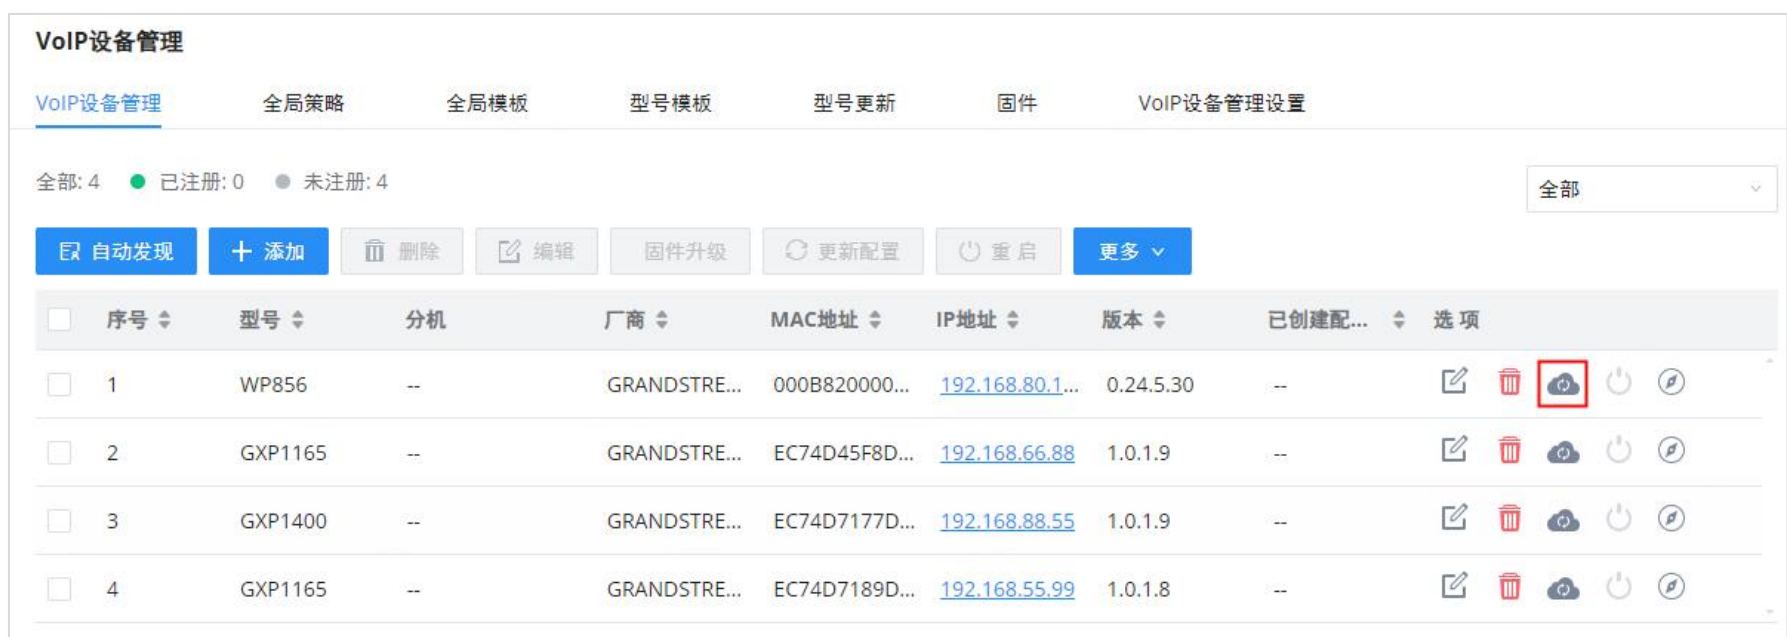 VoIP设备管理
VoIP设备管理 全局策略 全局模板 型号模板 型号更新 固件 VoIP设备管理设置
全部: 4 已注册: 0 未注册: 4 全部
自动发现 添加 删除 编辑 固件升级 更新配置 重启 更多
序号 型号 分机 厂商 MAC地址 IP地址 版本 已创建配... 选项
1 WP856 -- GRANDSTRE... 000B820000... 192.168.80.1... 0.24.5.30 --
2 GXP1165 -- GRANDSTRE... EC74D45F8D... 192.168.66.88 1.0.1.9 --
3 GXP1400 -- GRANDSTRE... EC74D7177D... 192.168.88.55 1.0.1.9 --
4 GXP1165 -- GRANDSTRE... EC74D7189D... 192.168.55.99 1.0.1.8 --